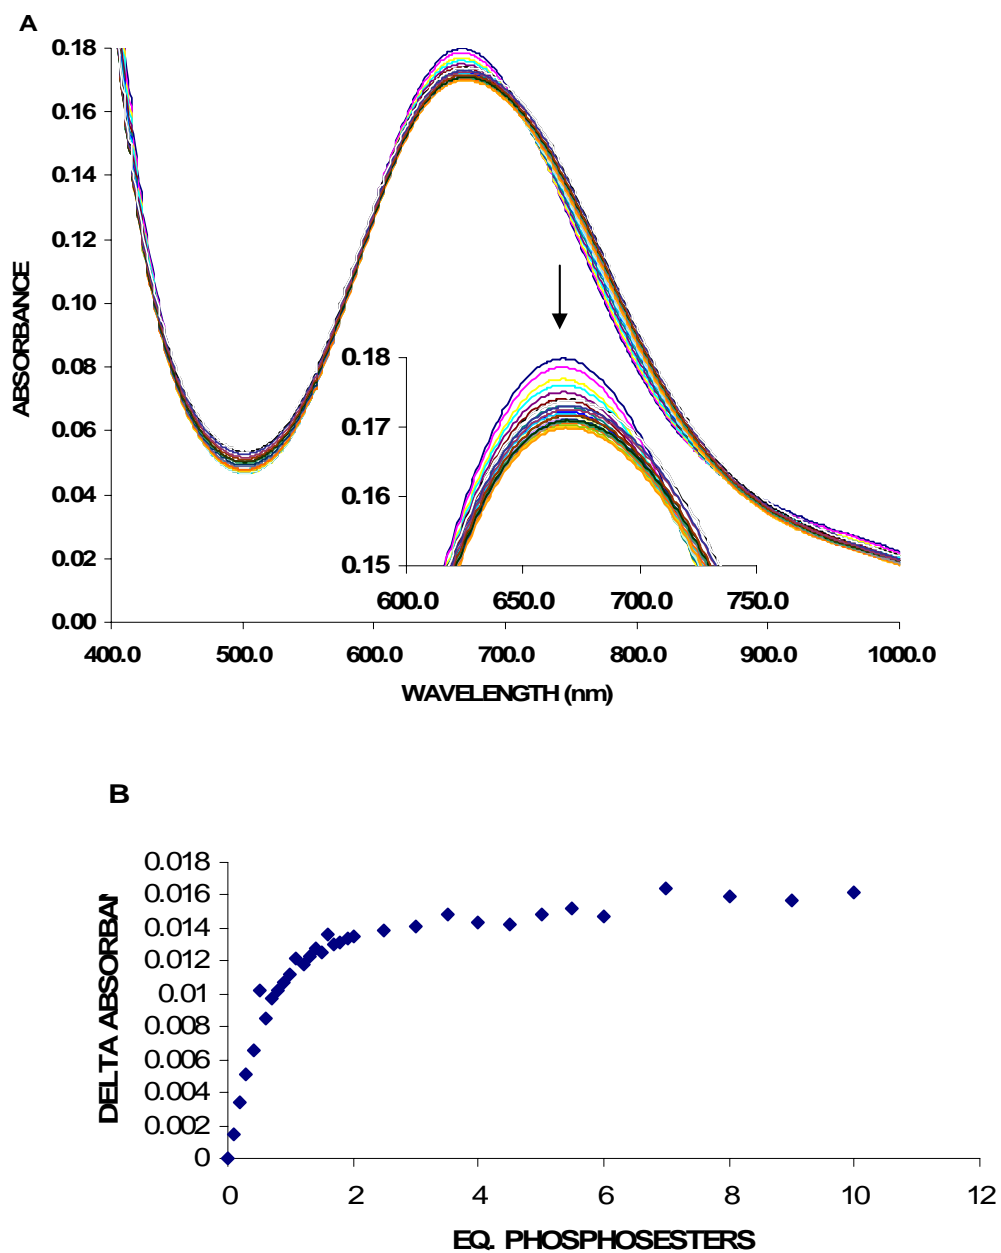 A
0.18
0.16
0.14
0.12
0.10
0.08
0.06
0.04
0.02
0.00
ABSORBANCE
400.0 500.0 600.0 700.0 800.0 900.0 1000.0
WAVELENGTH (nm)
0.18
0.17
0.16
0.15
600.0 650.0 700.0 750.0
B
0.018
0.016
0.014
0.012
0.01
0.008
0.006
0.004
0.002
0
DELTA ABSORBAN
0 2 4 6 8 10 12
EQ. PHOSPHOSESTERS